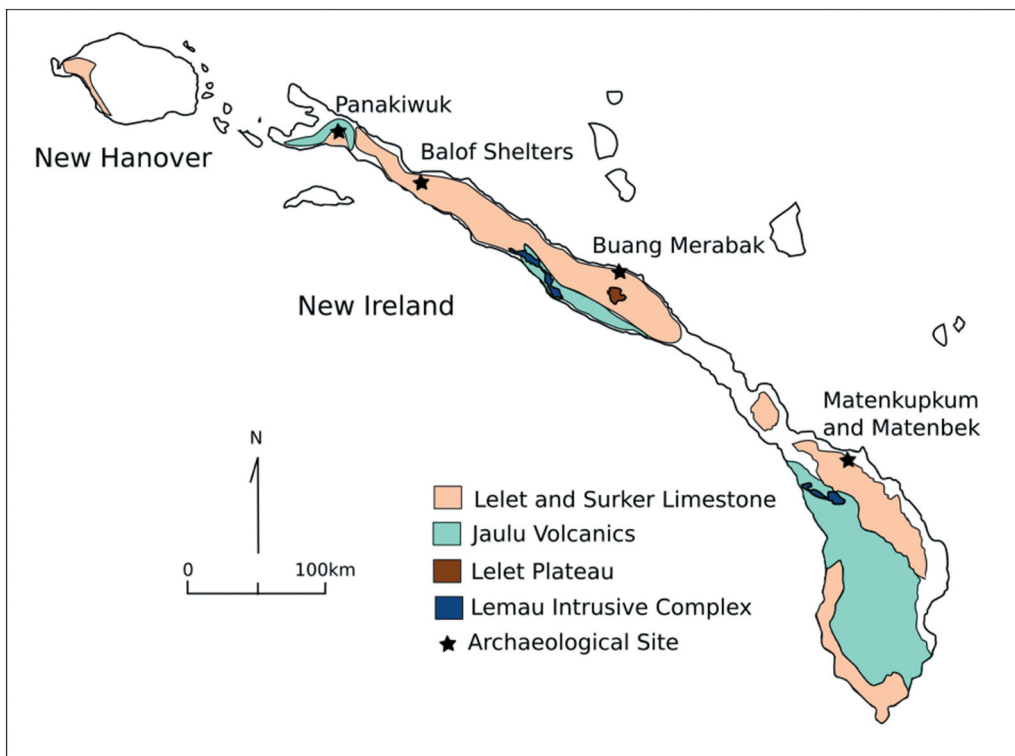 Panakiwuk
New Hanover
Balof Shelters
Buang Merabak
New Ireland
Matenkupkum
and Matenbek
N
0 100km
Lelet and Surker Limestone
Jaulu Volcanics
Lelet Plateau
Lemau Intrusive Complex
Archaeological Site